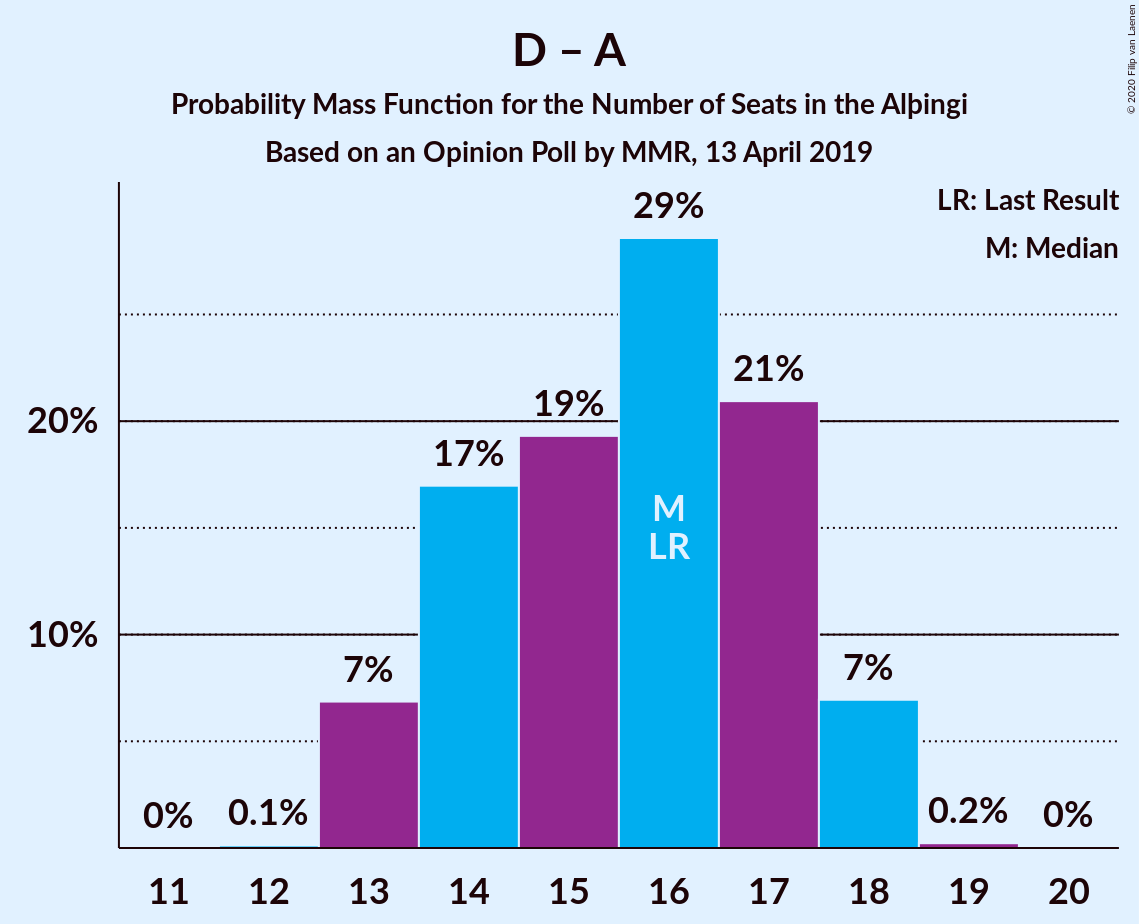 D – A
Probability Mass Function for the Number of Seats in the Alþingi
Based on an Opinion Poll by MMR, 13 April 2019
© 2020 Filip van Laenen
LR: Last Result
M: Median
20%
10%
0%
0.1%
7%
17%
19%
29%
21%
7%
0.2%
0%
M
LR
11
12
13
14
15
16
17
18
19
20